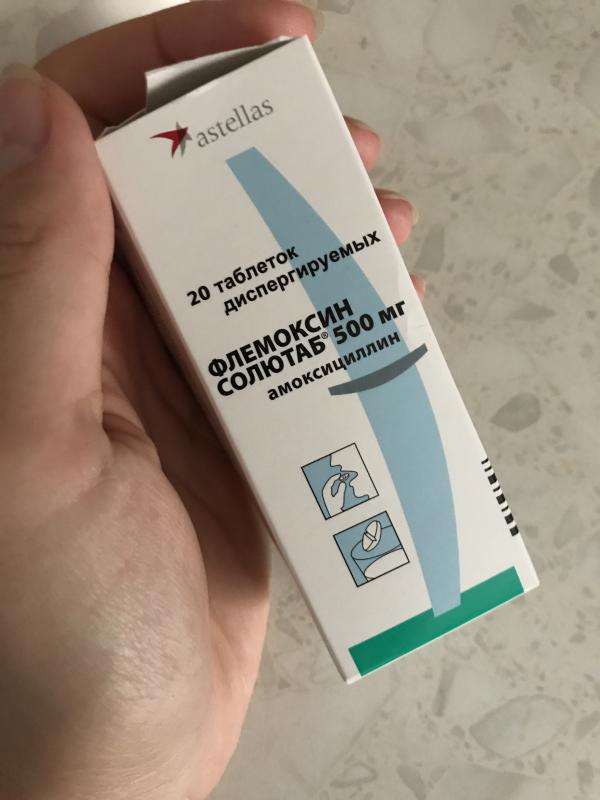 astellas
20 таблеток
диспергируемых
ФЛЕМОКСИН
СОЛЮТАБ® 500 мг
амоксициллин